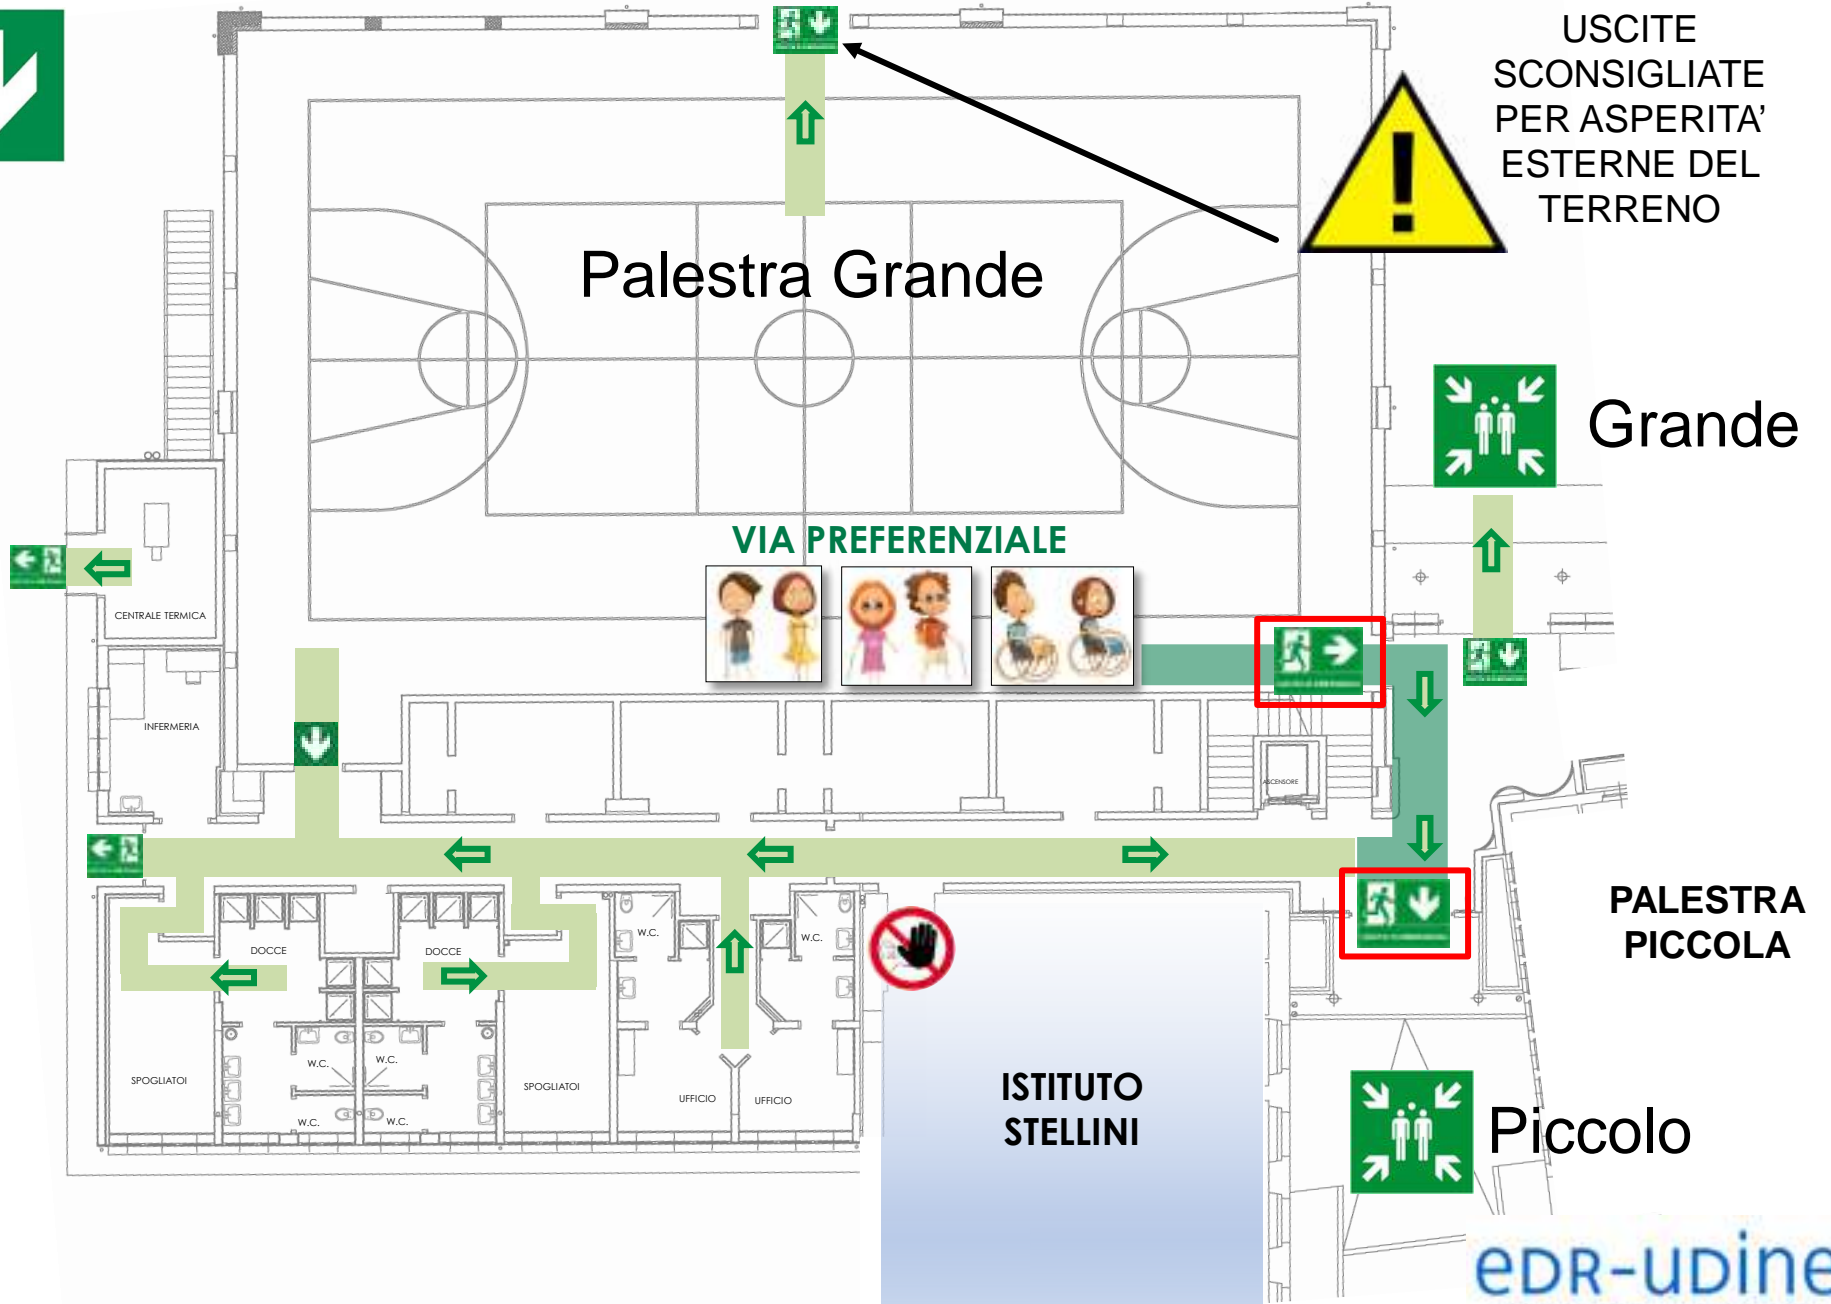 USCITE
SCONSIGLIATE
PER ASPERITA’
ESTERNE DEL
TERRENO
Palestra Grande
Grande
VIA PREFERENZIALE
CENTRALE TERMICA
INFERMERIA
ASCENSORE
PALESTRA
PICCOLA
DOCCE
DOCCE
W.C.
W.C.
W.C.
W.C.
W.C.
W.C.
SPOGLIATOI
SPOGLIATOI
UFFICIO
UFFICIO
ISTITUTO
STELLINI
Piccolo
eDR-uDine